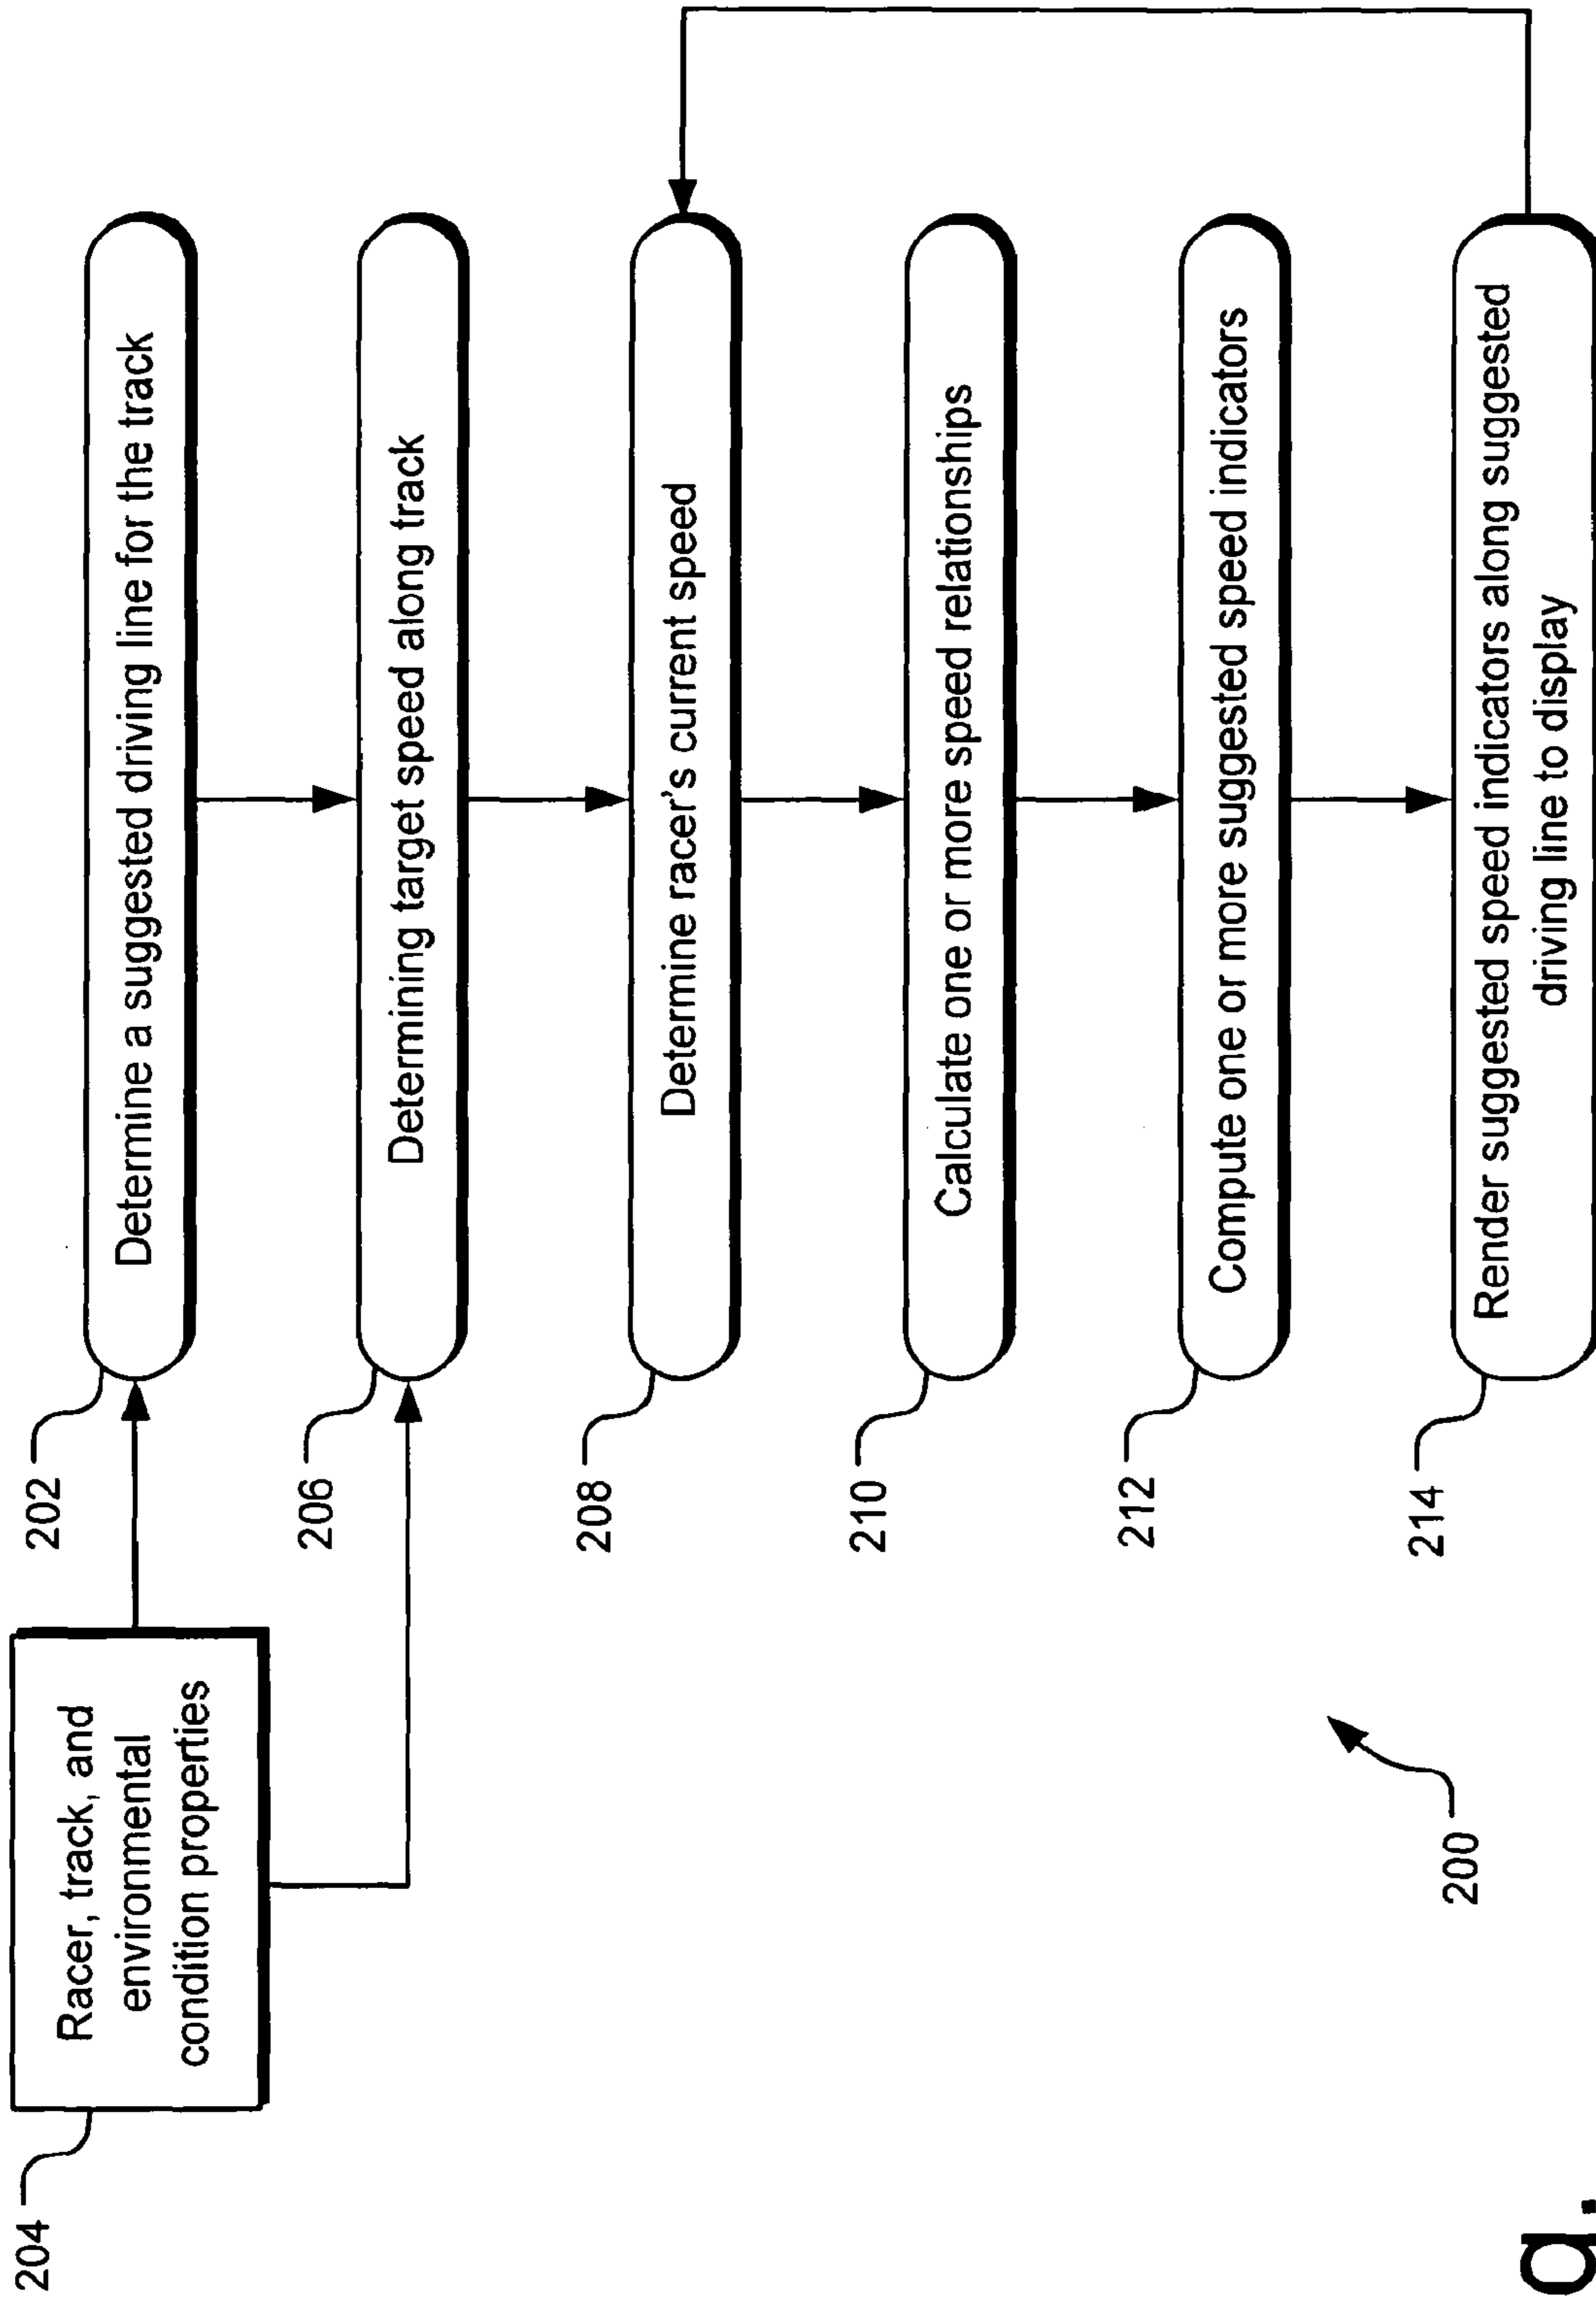 204
Racer, track, and
environmental
condition properties
202
Determine a suggested driving line for the track
206
Determining target speed along track
208
Determine racer's current speed
210
Calculate one or more speed relationships
212
Compute one or more suggested speed indicators
214
Render suggested speed indicators along suggested
driving line to display
200
g.